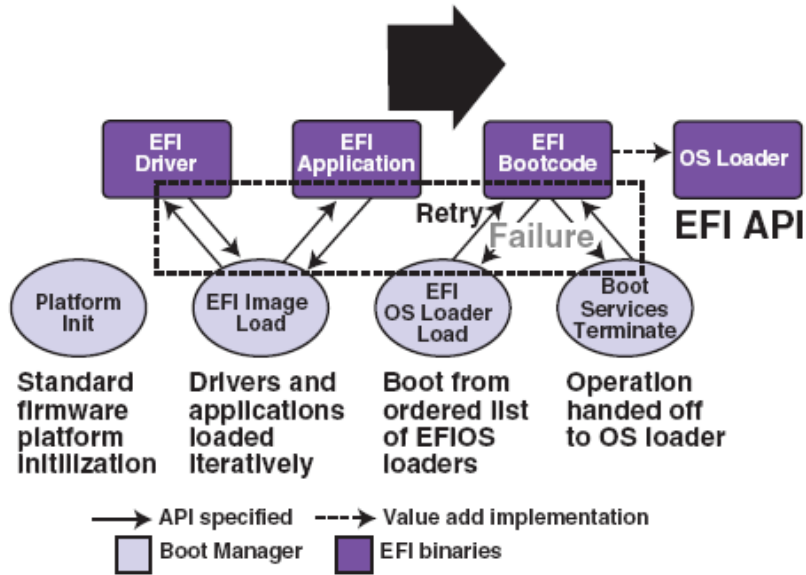 EFI
Driver
EFI
Application
EFI
Bootcode
OS Loader
Retry
Failure
EFI API
Platform
Init
EFI Image
Load
EFI
OS Loader
Load
Boot
Services
Terminate
Standard
firmware
platform
initilization
Drivers and
applications
loaded
iteratively
Boot from
ordered list
of EFIOS
loaders
Operation
handed off
to OS loader
API specified
Value add implementation
Boot Manager
EFI binaries